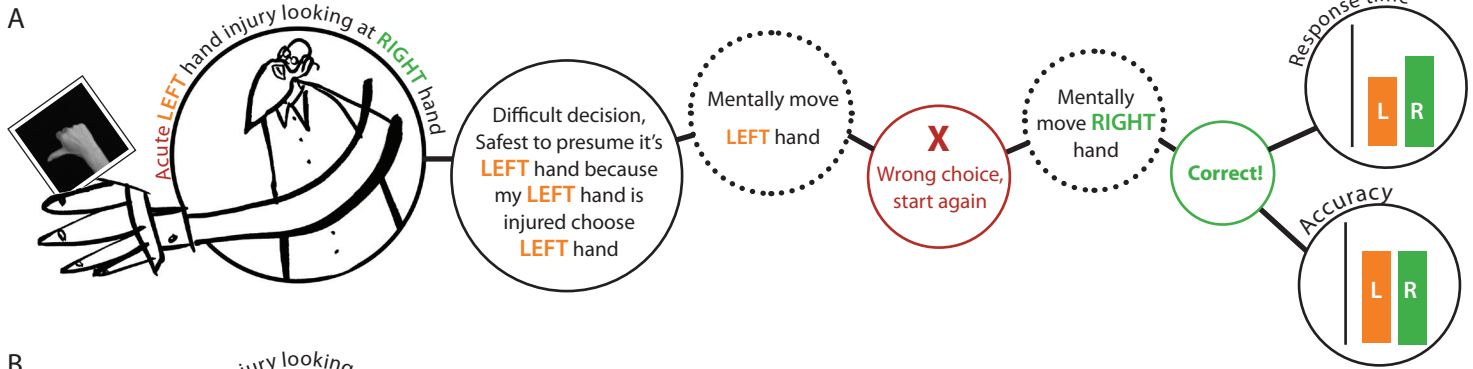 A
Acute LEFT hand injury looking at RIGHT hand
Difficult decision,
Safest to presume it's
LEFT hand because
my LEFT hand is
injured choose
LEFT hand
Mentally move
LEFT hand
X
Wrong choice,
start again
Mentally
move RIGHT
hand
Correct!
Response time
L R
Accuracy
L R
B
looking